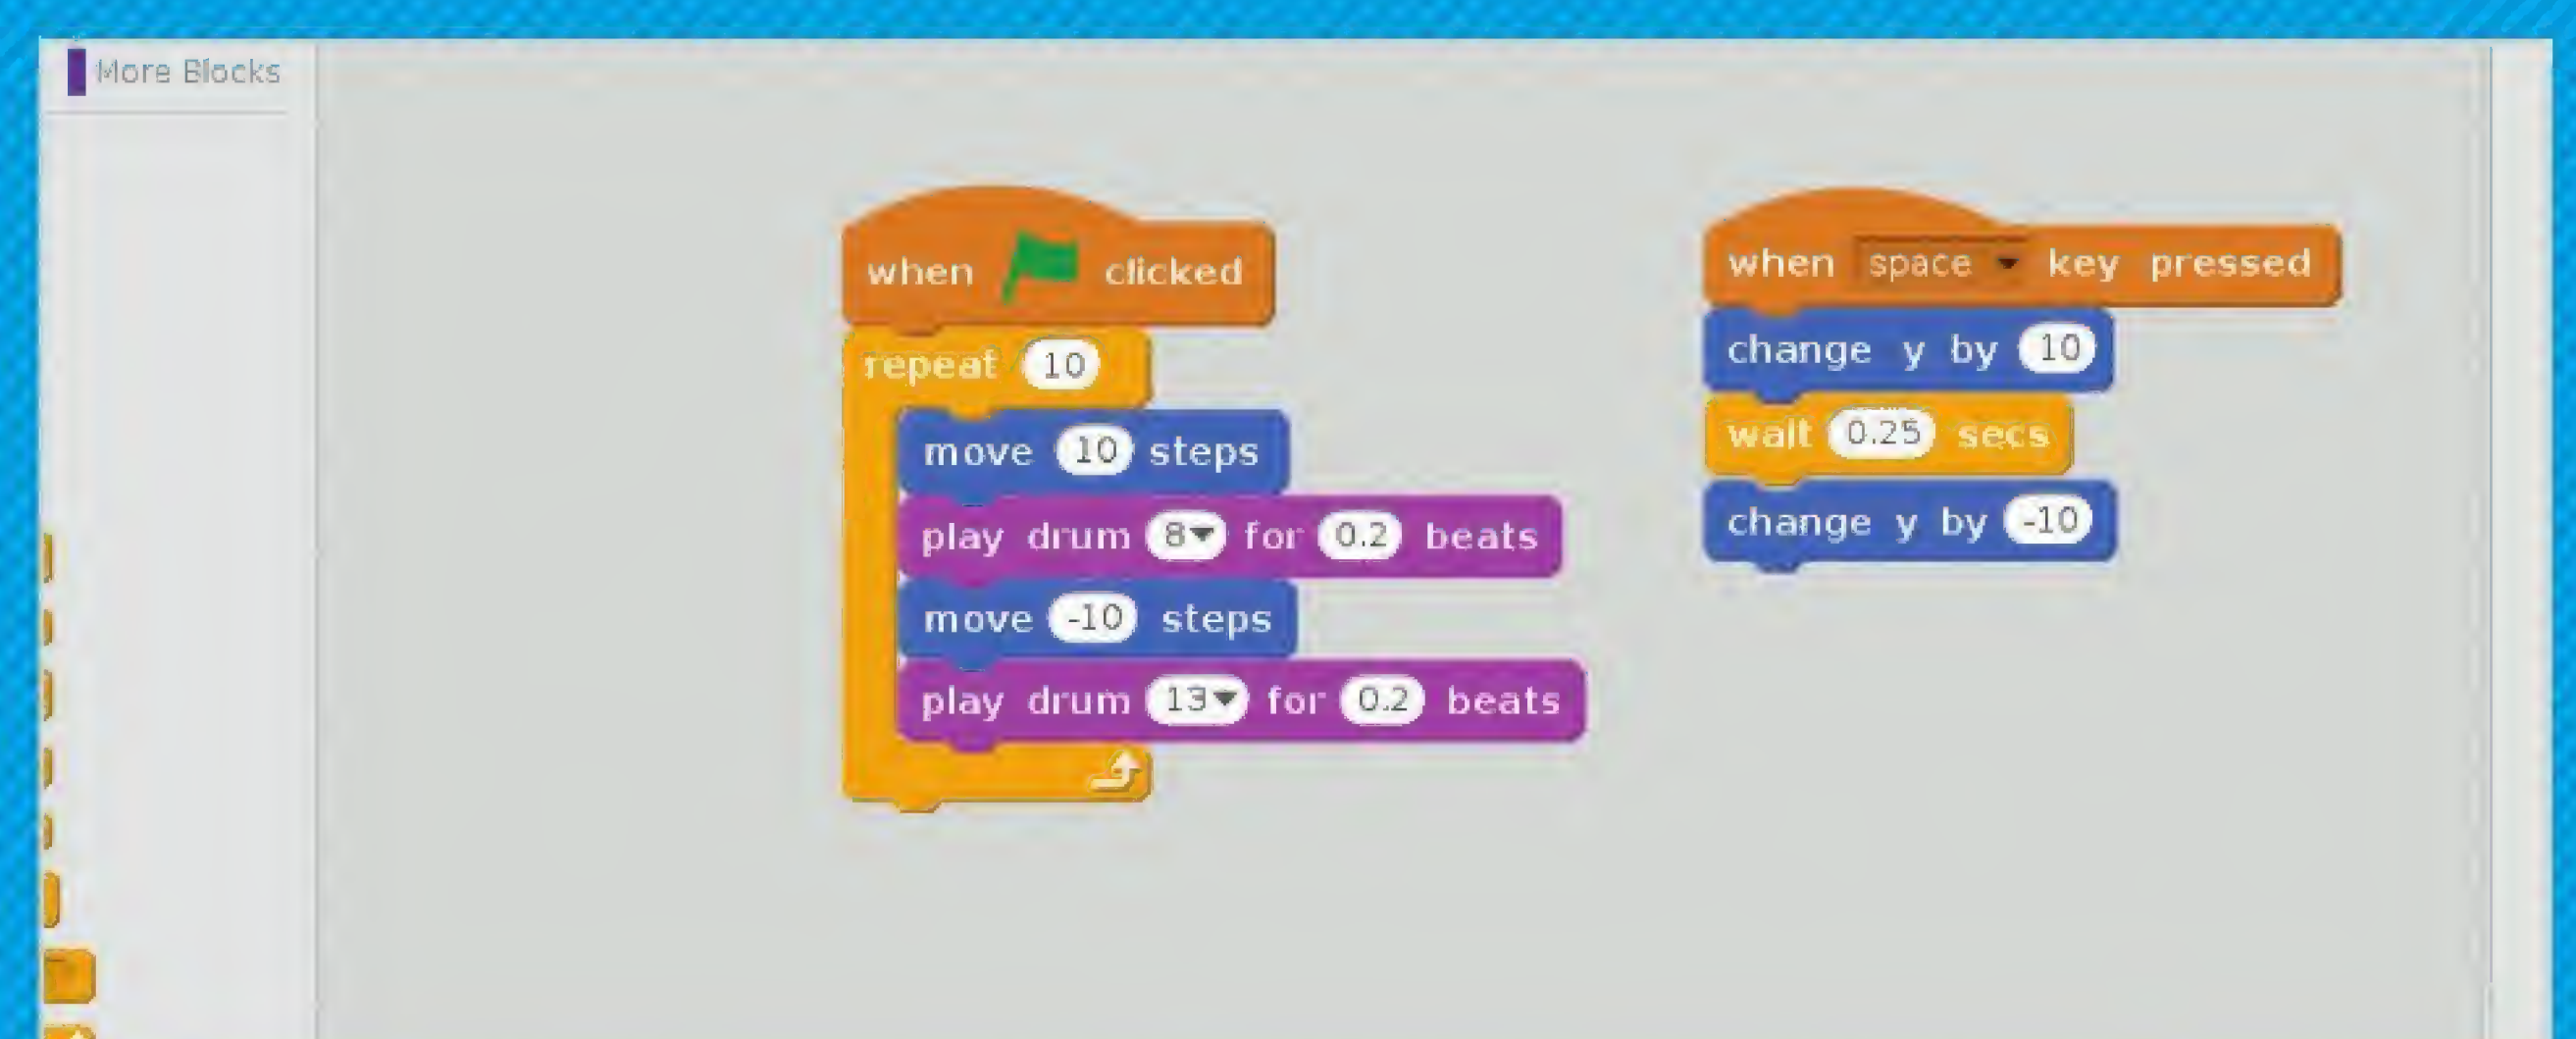 More Blocks
when clicked
repeat 10
move 10 steps
play drum 8 for 0.2 beats
move -10 steps
play drum 13 for 0.2 beats
when space key pressed
change y by 10
wait 0.25 secs
change y by -10